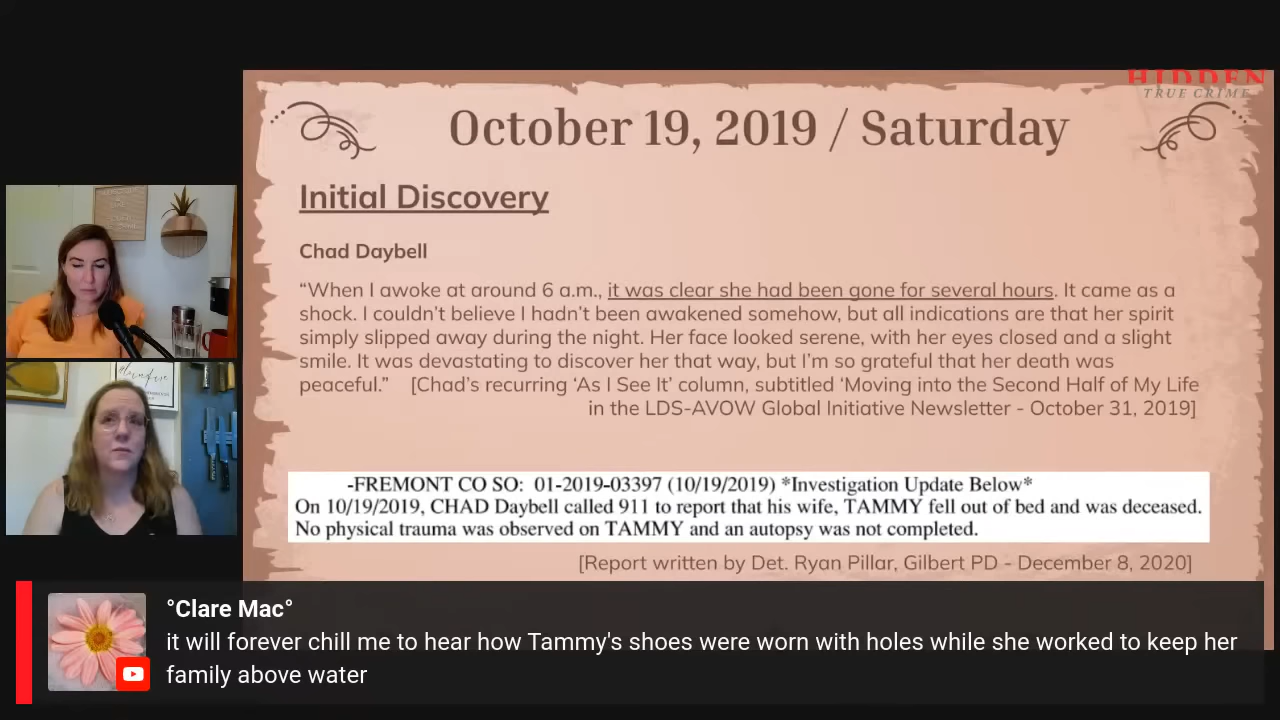 HIDDEN
TRUE CRIME
October 19, 2019 / Saturday
Initial Discovery
Chad Daybell
“When I awoke at around 6 a.m., it was clear she had been gone for several hours. It came as a
shock. I couldn’t believe I hadn’t been awakened somehow, but all indications are that her spirit
simply slipped away during the night. Her face looked serene, with her eyes closed and a slight
smile. It was devastating to discover her that way, but I’m so grateful that her death was
peaceful.” [Chad’s recurring ‘As I See It’ column, subtitled ‘Moving into the Second Half of My Life
in the LDS-AVOW Global Initiative Newsletter - October 31, 2019]
-FREMONT CO SO: 01-2019-03397 (10/19/2019) *Investigation Update Below*
On 10/19/2019, CHAD Daybell called 911 to report that his wife, TAMMY fell out of bed and was deceased.
No physical trauma was observed on TAMMY and an autopsy was not completed.
[Report written by Det. Ryan Pillar, Gilbert PD - December 8, 2020]
°Clare Mac°
it will forever chill me to hear how Tammy's shoes were worn with holes while she worked to keep her
family above water